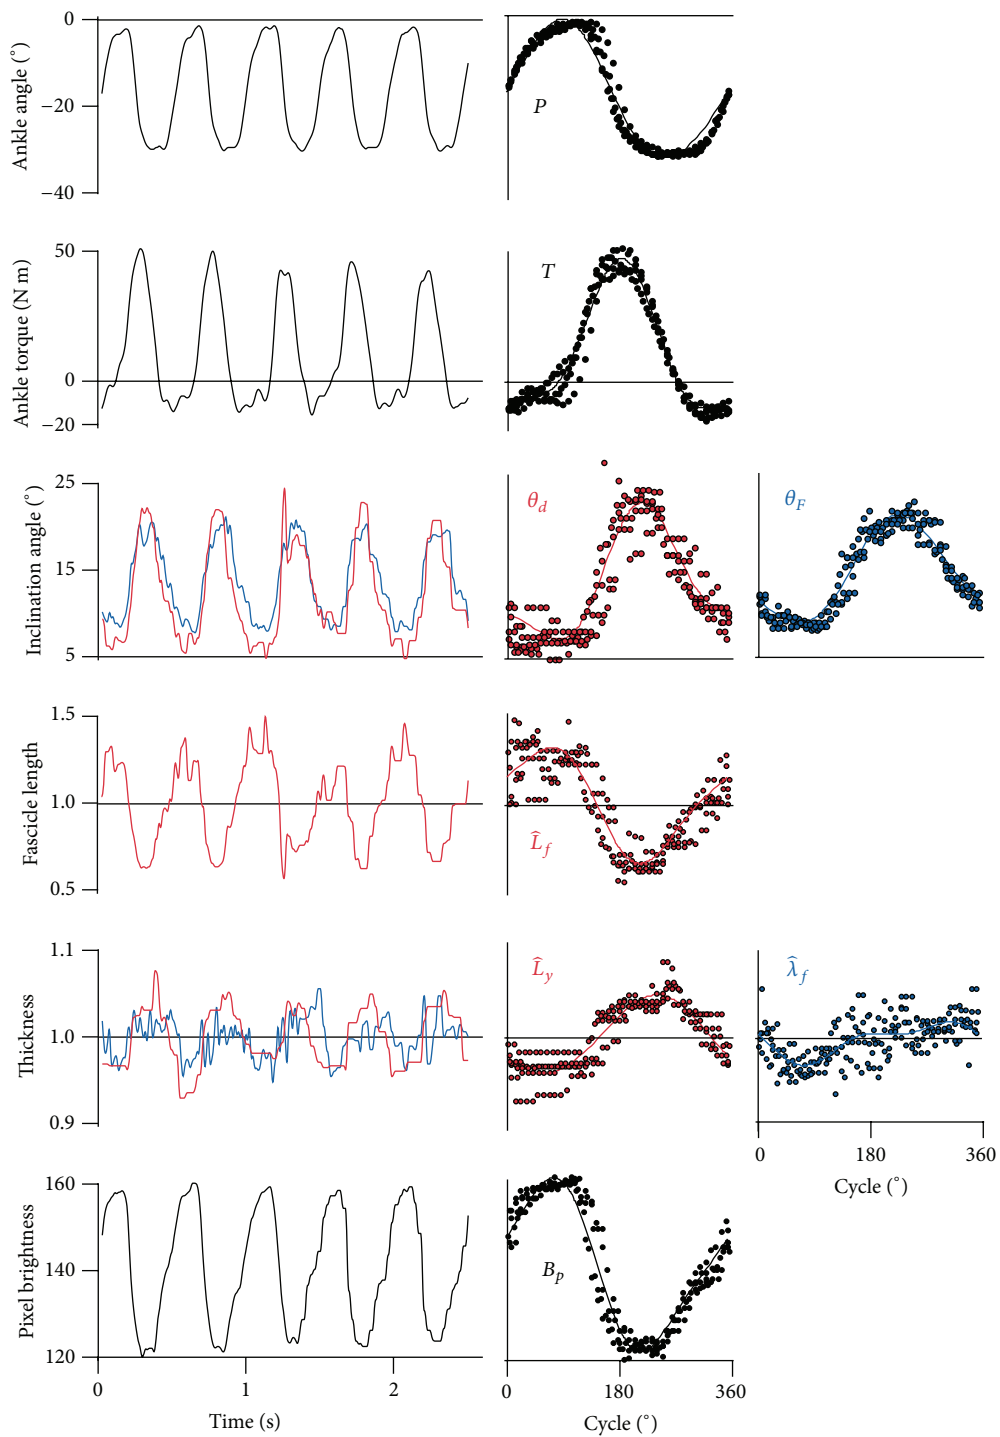 Ankle angle (°)
0
−20
−40
P
Ankle torque (N m)
50
0
−20
T
Inclination angle (°)
25
15
5
θd
θF
Fascicle length
1.5
1.0
0.5
L̂f
Thickness
1.1
1.0
0.9
L̂y
λ̂f
0
180
360
Cycle (°)
Pixel brightness
160
140
120
Bp
0
1
2
Time (s)
0
180
360
Cycle (°)